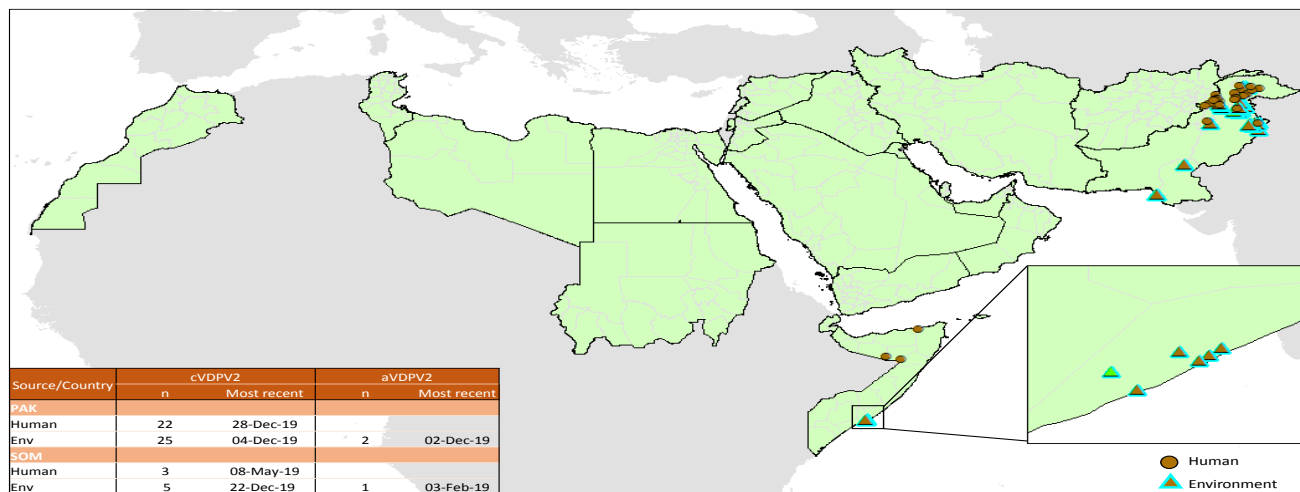 Source/Country cVDPV2 aVDPV2
n Most recent n Most recent
PAK
Human 22 28-Dec-19
Env 25 04-Dec-19 2 02-Dec-19
SOM
Human 3 08-May-19
Env 5 22-Dec-19 1 03-Feb-19
Human
Environment